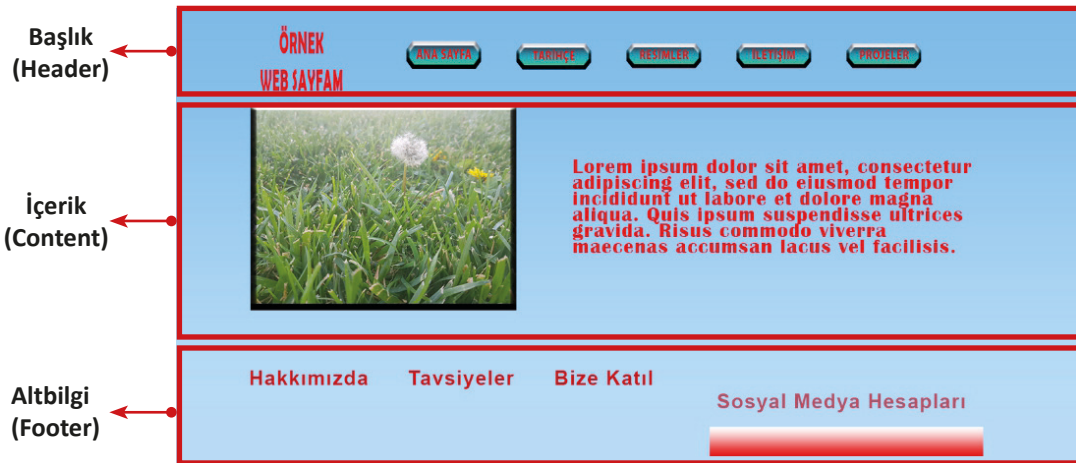 Başlık
(Header)
ÖRNEK
WEB SAYFAM
ANA SAYFA
TARİHÇE
RESİMLER
İLETİŞİM
PROJELER
İçerik
(Content)
Lorem ipsum dolor sit amet, consectetur
adipiscing elit, sed do eiusmod tempor
incididunt ut labore et dolore magna
aliqua. Quis ipsum suspendisse ultrices
gravida. Risus commodo viverra
maecenas accumsan lacus vel facilisis.
Altbilgi
(Footer)
Hakkımızda Tavsiyeler Bize Katıl
Sosyal Medya Hesapları